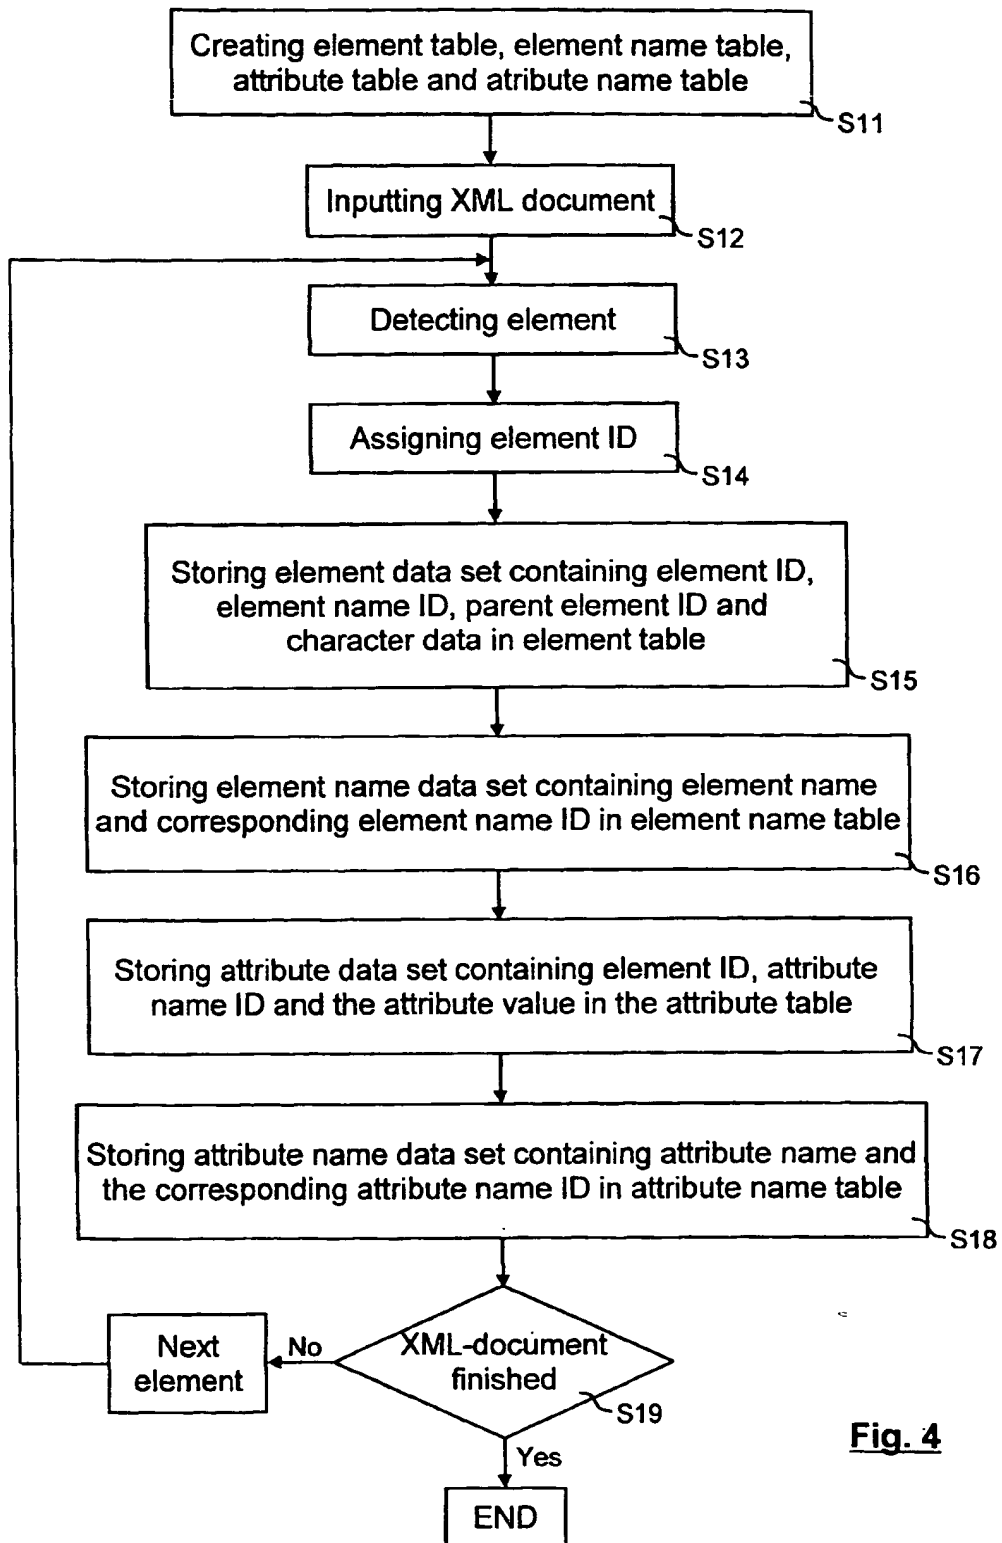 Creating element table, element name table,
attribute table and atribute name table
S11
Inputting XML document
S12
Detecting element
S13
Assigning element ID
S14
Storing element data set containing element ID,
element name ID, parent element ID and
character data in element table
S15
Storing element name data set containing element name
and corresponding element name ID in element name table
S16
Storing attribute data set containing element ID, attribute
name ID and the attribute value in the attribute table
S17
Storing attribute name data set containing attribute name and
the corresponding attribute name ID in attribute name table
S18
XML-document
finished
S19
No
Next
element
Yes
END
Fig. 4